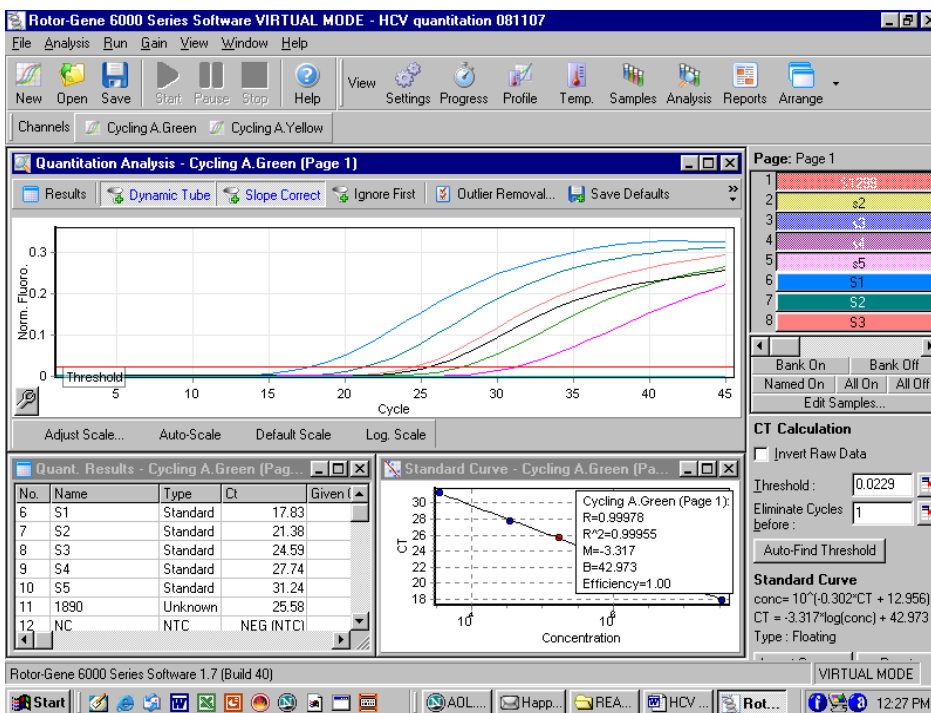 Rotor-Gene 6000 Series Software VIRTUAL MODE - HCV quantitation 081107
File Analysis Run Gain View Window Help
New Open Save Start Pause Stop Help View Settings Progress Profile Temp. Samples Analysis Reports Arrange
Channels Cycling A.Green Cycling A.Yellow
Quantitation Analysis - Cycling A.Green (Page 1)
Results Dynamic Tube Slope Correct Ignore First Outlier Removal... Save Defaults »
Norm. Fluoro.
0.3
0.2
0.1
0
Threshold
5 10 15 20 25 30 35 40 45
Cycle
Adjust Scale... Auto-Scale Default Scale Log. Scale
Quant. Results - Cycling A.Green (Pag...
No. Name Type Ct Given (
6 S1 Standard 17.83
7 S2 Standard 21.38
8 S3 Standard 24.59
9 S4 Standard 27.74
10 S5 Standard 31.24
11 1890 Unknown 25.58
12 NC NTC NEG (NTC)
Standard Curve - Cycling A.Green (Pa...
CT
30
28
26
24
22
20
18
Cycling A.Green (Page 1):
R=0.99978
R^2=0.99955
M=-3.317
B=42.973
Efficiency=1.00
Concentration
Page: Page 1
1 s1299
2 s2
3 s3
4 s4
5 s5
6 S1
7 S2
8 S3
Bank On Bank Off
Named On All On All Off
Edit Samples...
CT Calculation
Invert Raw Data
Threshold : 0.0229
Eliminate Cycles before : 1
Auto-Find Threshold
Standard Curve
conc= 10^(-0.302*CT + 12.956)
CT = -3.317*log(conc) + 42.973
Type : Floating
Rotor-Gene 6000 Series Software 1.7 (Build 40) VIRTUAL MODE
Start AOL.... Happ... REA... HCV ... Rot... 12:27 PM